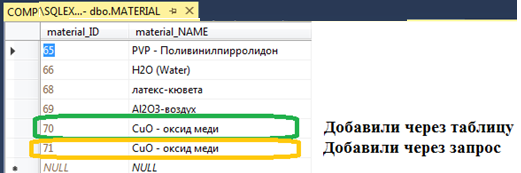 COMP\SQLEX...- dbo.MATERIAL
material_ID material_NAME
65 PVP - Поливинилпирролидон
66 H2O (Water)
68 латекс-кювета
69 Al2O3-воздух
70 CuO - оксид меди Добавили через таблицу
71 CuO - оксид меди Добавили через запрос
NULL NULL